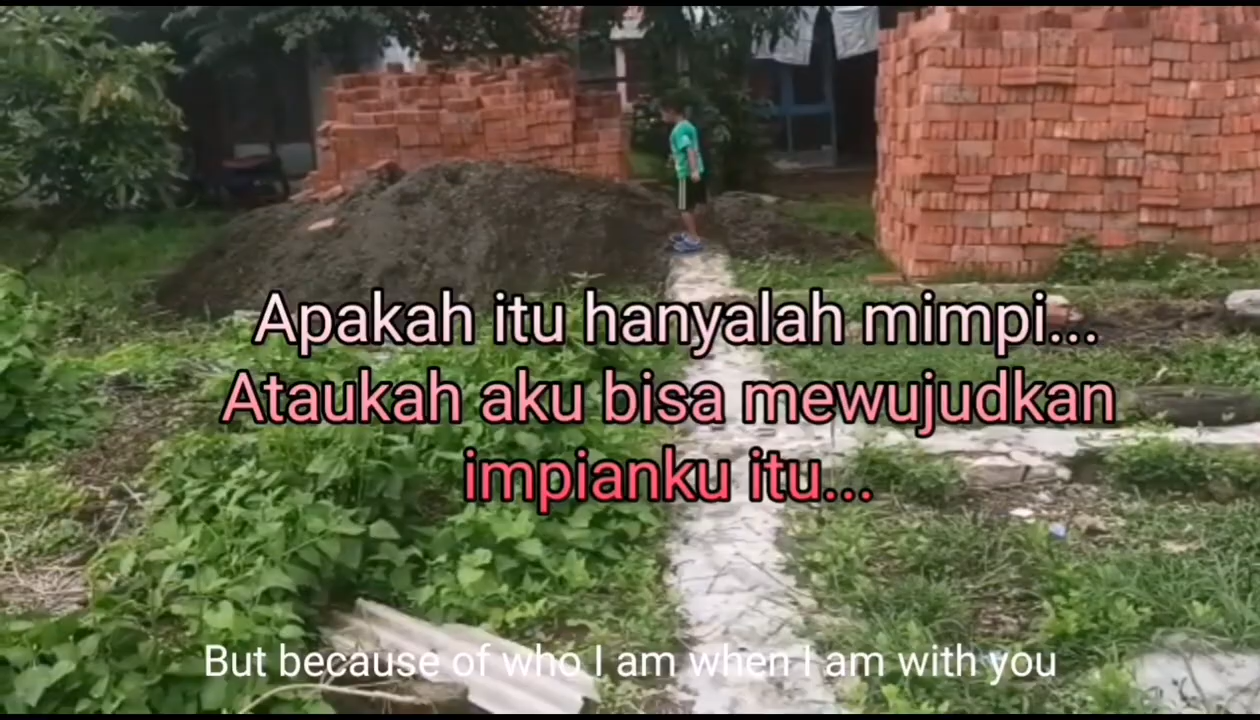 Apakah itu hanyalah mimpi...
Ataukah aku bisa mewujudkan
impianku itu...
But because of who I am when I am with you